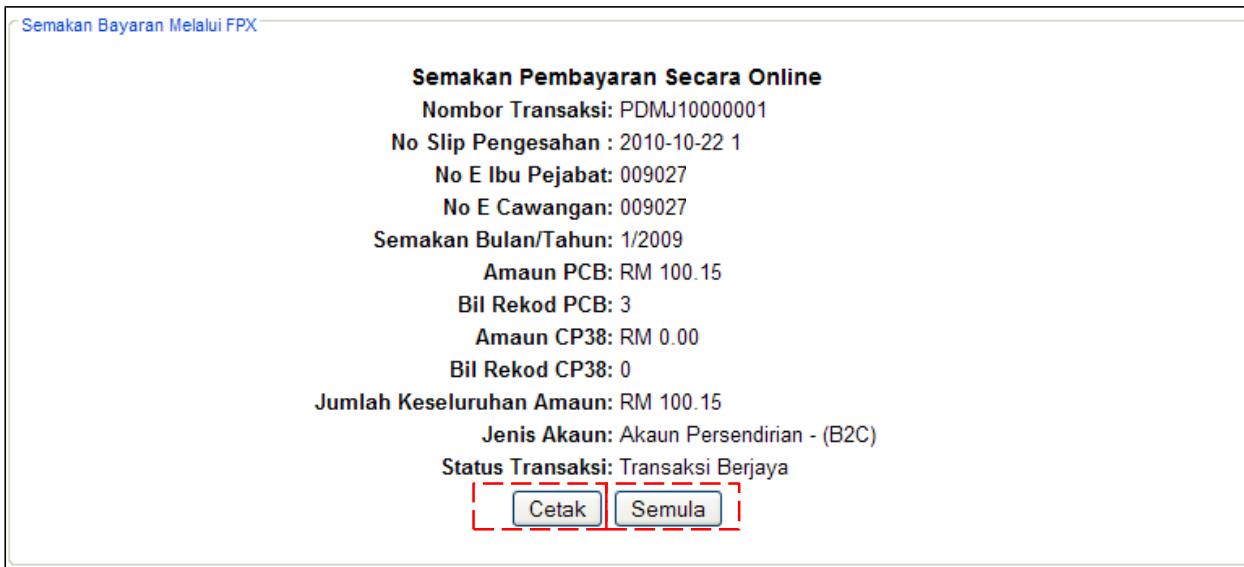 Semakan Bayaran Melalui FPX
Semakan Pembayaran Secara Online
Nombor Transaksi: PDMJ10000001
No Slip Pengesahan : 2010-10-22 1
No E Ibu Pejabat: 009027
No E Cawangan: 009027
Semakan Bulan/Tahun: 1/2009
Amaun PCB: RM 100.15
Bil Rekod PCB: 3
Amaun CP38: RM 0.00
Bil Rekod CP38: 0
Jumlah Keseluruhan Amaun: RM 100.15
Jenis Akaun: Akaun Persendirian - (B2C)
Status Transaksi: Transaksi Berjaya
Cetak Semula